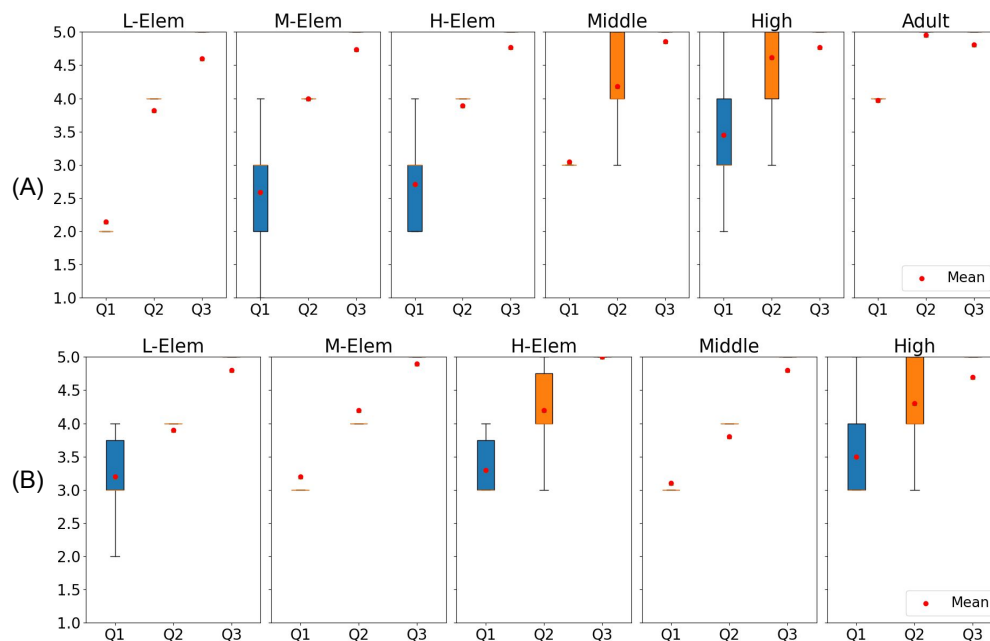 L-Elem M-Elem H-Elem Middle High Adult
5.0
4.5
4.0
3.5
(A)
3.0
2.5
2.0
1.5
Mean
1.0
Q1 Q2 Q3 Q1 Q2 Q3 Q1 Q2 Q3 Q1 Q2 Q3 Q1 Q2 Q3 Q1 Q2 Q3
L-Elem M-Elem H-Elem Middle High
5.0
4.5
4.0
3.5
(B)
3.0
2.5
2.0
1.5
Mean
1.0
Q1 Q2 Q3 Q1 Q2 Q3 Q1 Q2 Q3 Q1 Q2 Q3 Q1 Q2 Q3